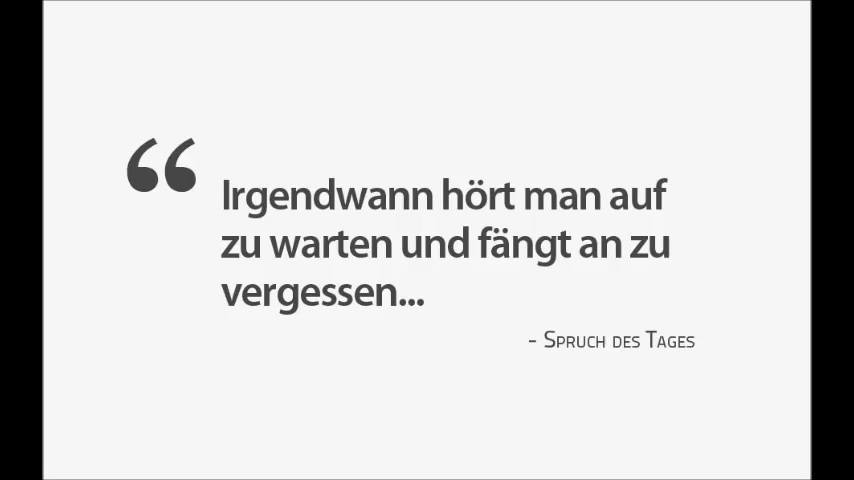 “
Irgendwann hört man auf
zu warten und fängt an zu
vergessen...
- Spruch des Tages